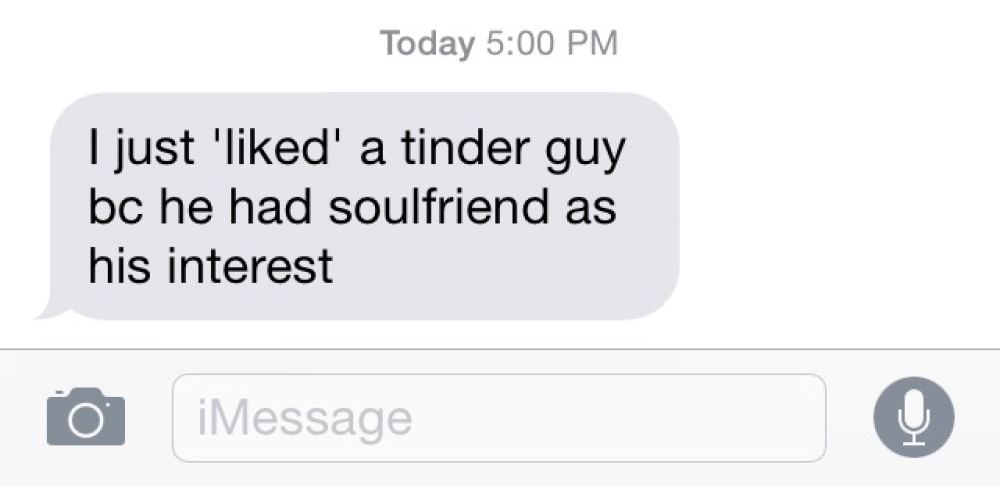 Today 5:00 PM
I just 'liked' a tinder guy
bc he had soulfriend as
his interest
iMessage